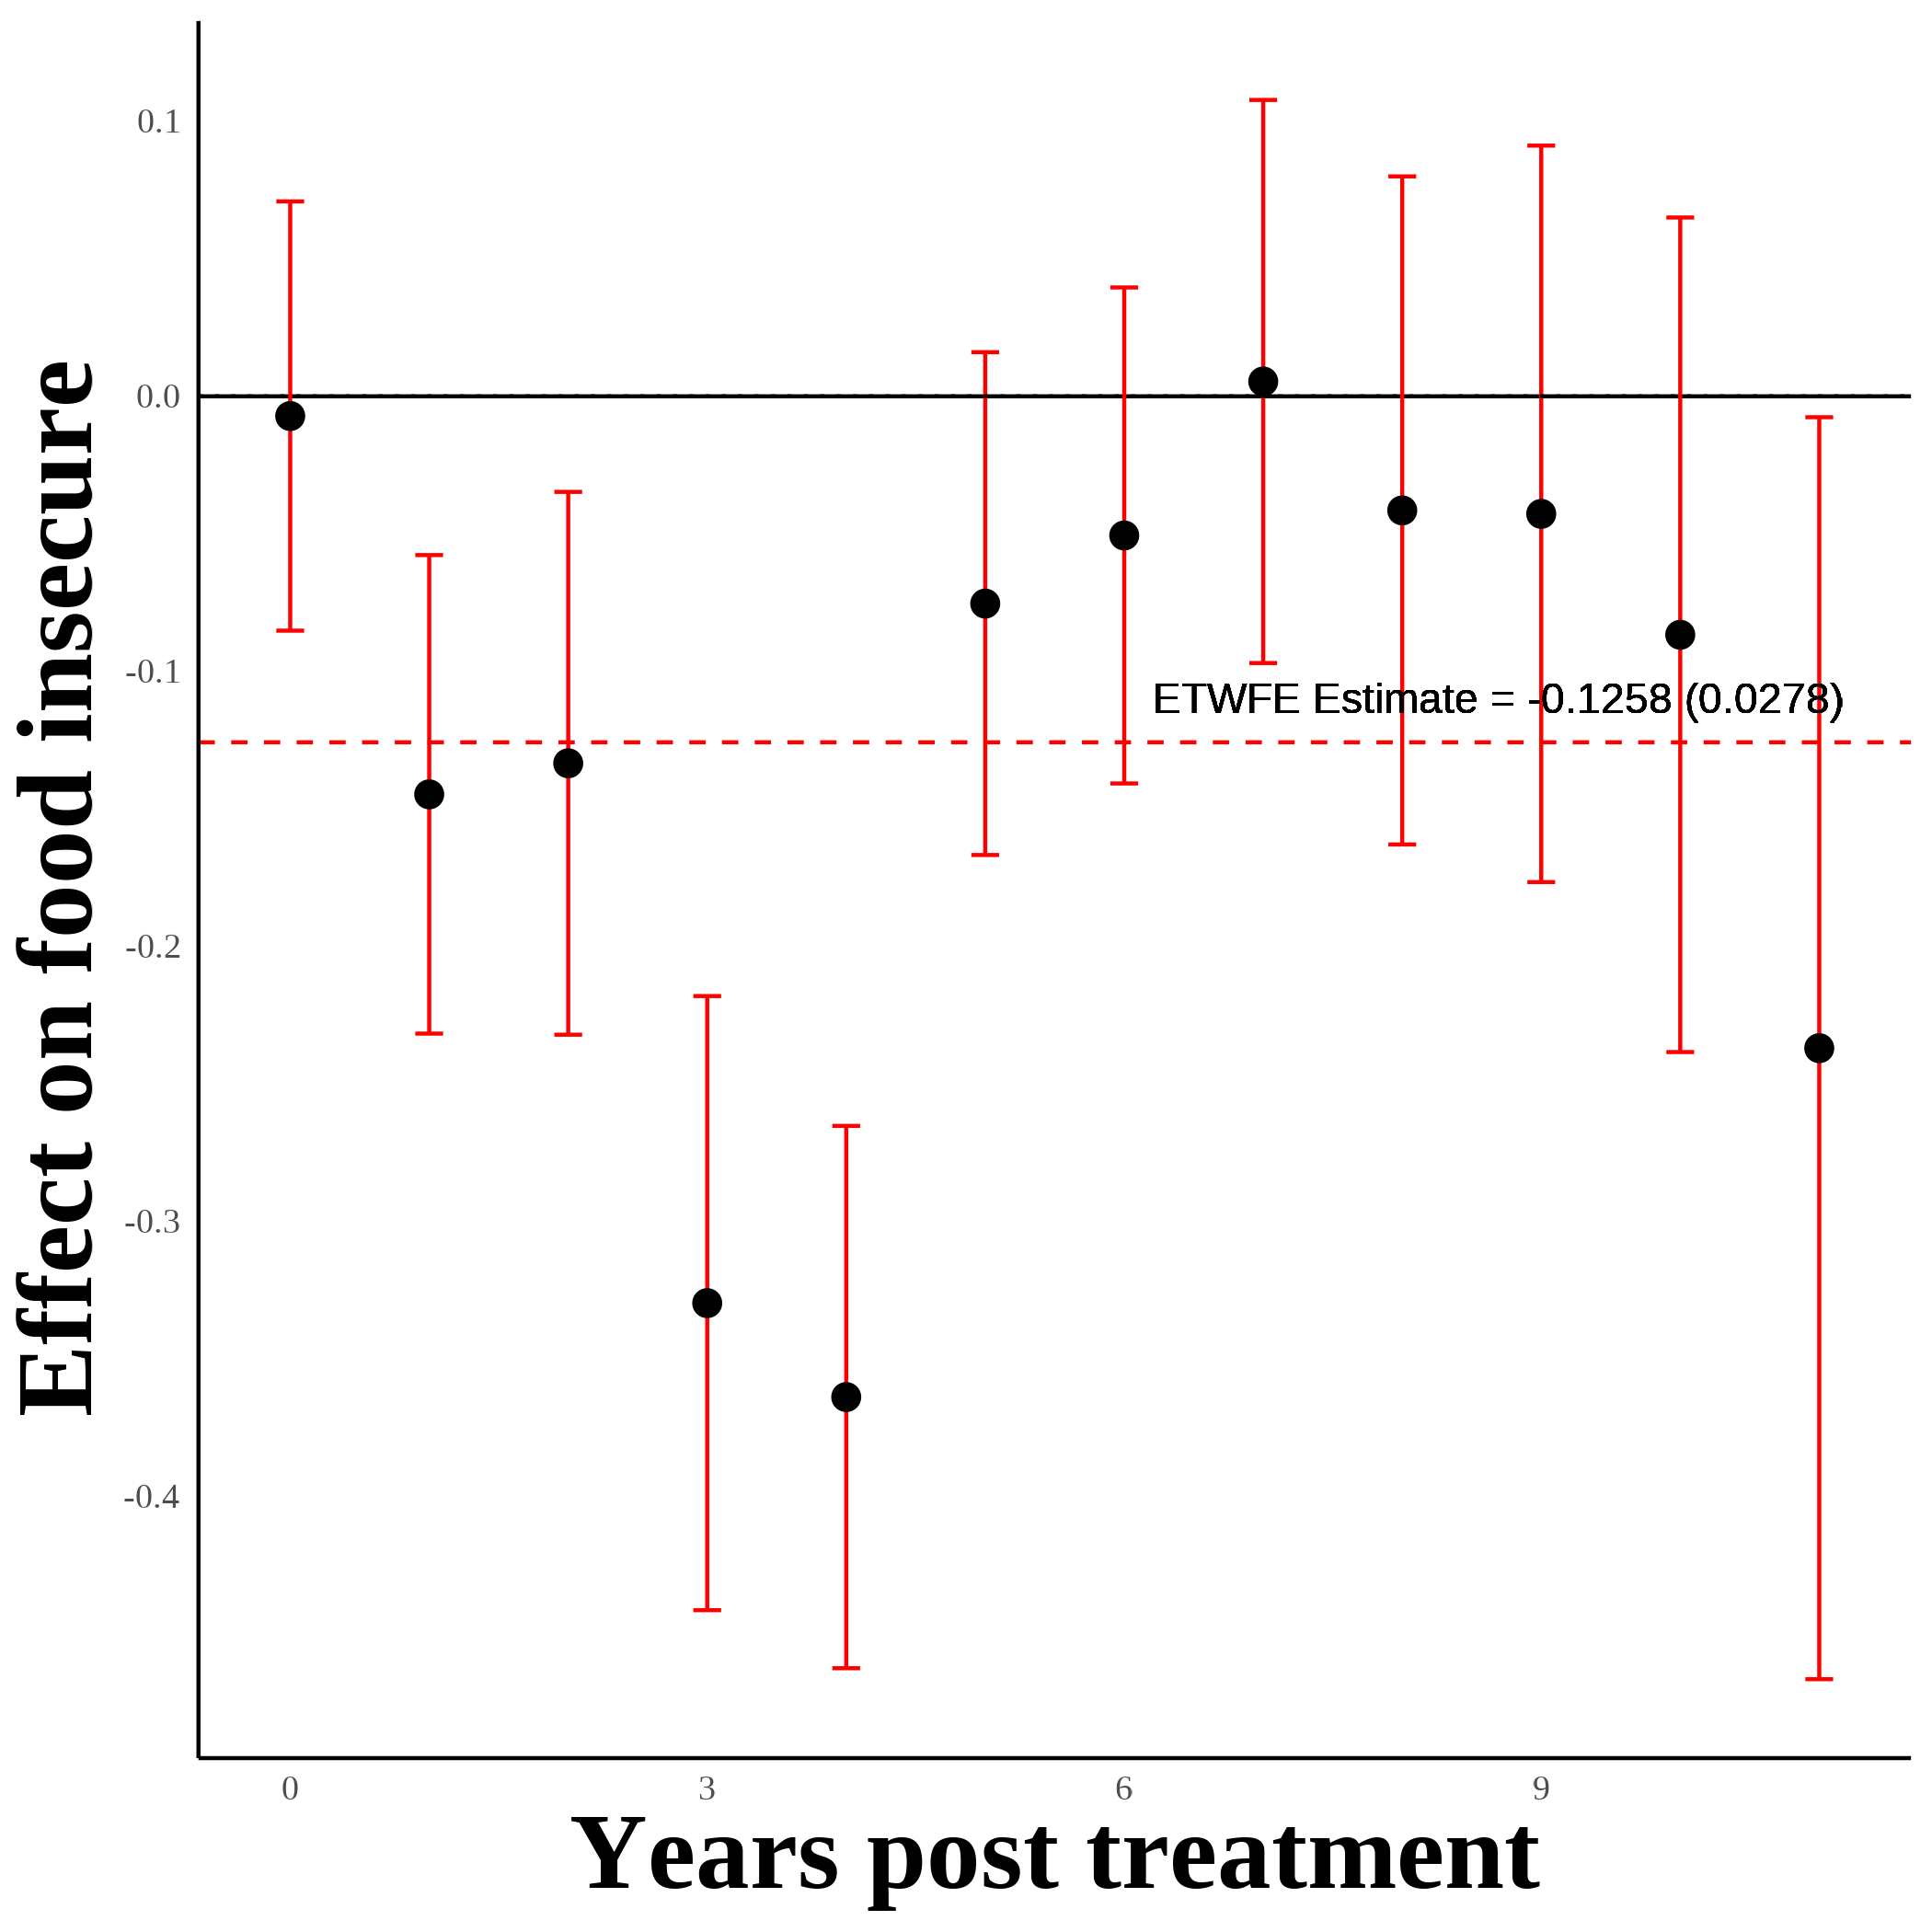 Effect on food insecure
0.1
0.0
-0.1
-0.2
-0.3
-0.4
ETWFE Estimate = -0.1258 (0.0278)
0 3 6 9
Years post treatment